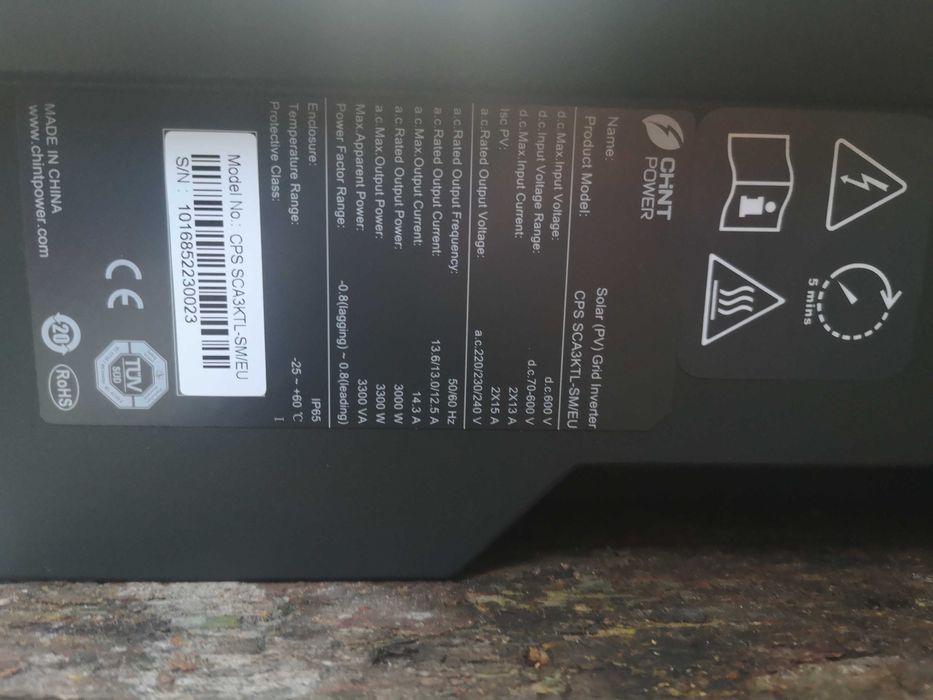 5 mins
CHNT
POWER
Name: Solar (PV) Grid Inverter
Product Model: CPS SCA3KTL-SM/EU
d.c.Max.Input Voltage: d.c.600 V
d.c.Input Voltage Range: d.c.70-600 V
d.c.Max.Input Current: 2X13 A
Isc PV: 2X15 A
a.c.Rated Output Voltage: a.c.220/230/240 V
a.c.Rated Output Frequency: 50/60 Hz
a.c.Rated Output Current: 13.6/13.0/12.5 A
a.c.Max.Output Current: 14.3 A
a.c.Rated Output Power: 3000 W
a.c.Max.Output Power: 3300 W
Max.Apparent Power: 3300 VA
Power Factor Range: -0.8(lagging) ~ 0.8(leading)
Enclosure: IP65
Temperature Range: -25 ~ +60 ℃
Protective Class: I
Model No.: CPS SCA3KTL-SM/EU
S/N : 1016852230023
CE
TÜV
SÜD
20
RoHS
MADE IN CHINA
www.chintpower.com